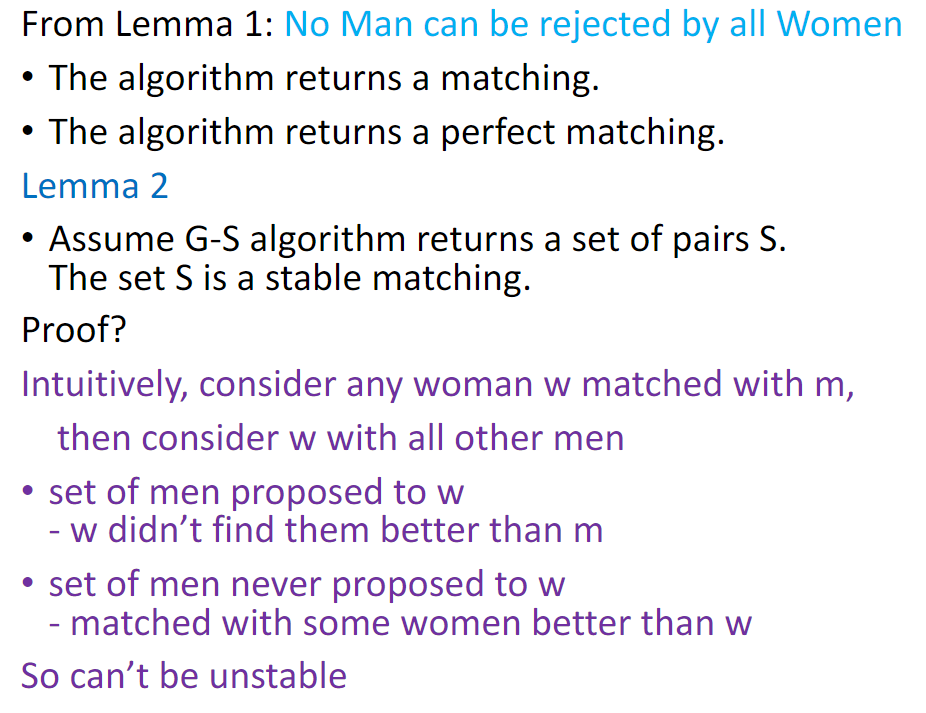 From Lemma 1: No Man can be rejected by all Women
• The algorithm returns a matching.
• The algorithm returns a perfect matching.
Lemma 2
• Assume G-S algorithm returns a set of pairs S.
The set S is a stable matching.
Proof?
Intuitively, consider any woman w matched with m,
then consider w with all other men
• set of men proposed to w
- w didn’t find them better than m
• set of men never proposed to w
- matched with some women better than w
So can’t be unstable